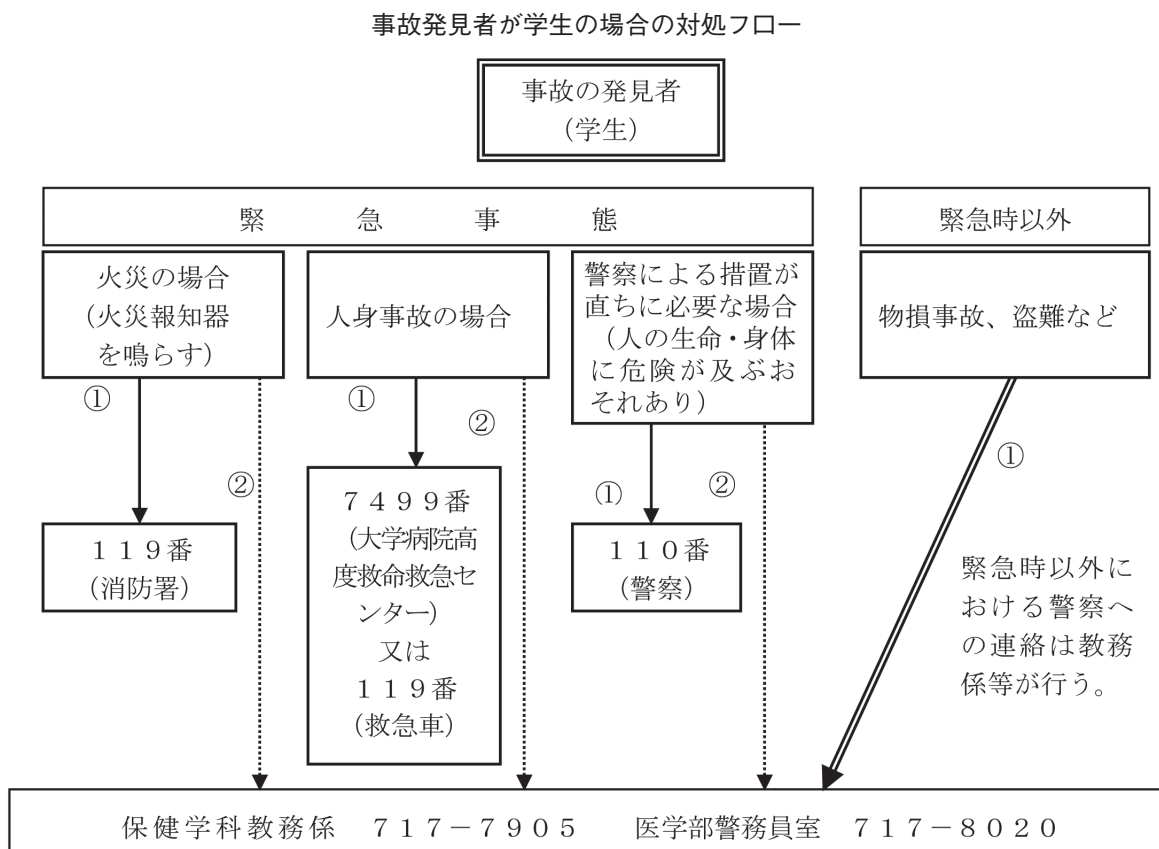 事故発見者が学生の場合の対処フロー
事故の発見者
（学生）
緊急事態
緊急時以外
火災の場合
（火災報知器
を鳴らす）
人身事故の場合
警察による措置が
直ちに必要な場合
（人の生命・身体
に危険が及ぶお
それあり）
物損事故、盗難など
①
②
①
②
①
②
①
１１９番
（消防署）
７４９９番
（大学病院高
度救命救急セ
ンター）
又は
１１９番
（救急車）
１１０番
（警察）
緊急時以外に
おける警察へ
の連絡は教務
係等が行う。
保健学科教務係　７１７－７９０５　　医学部警務員室　７１７－８０２０